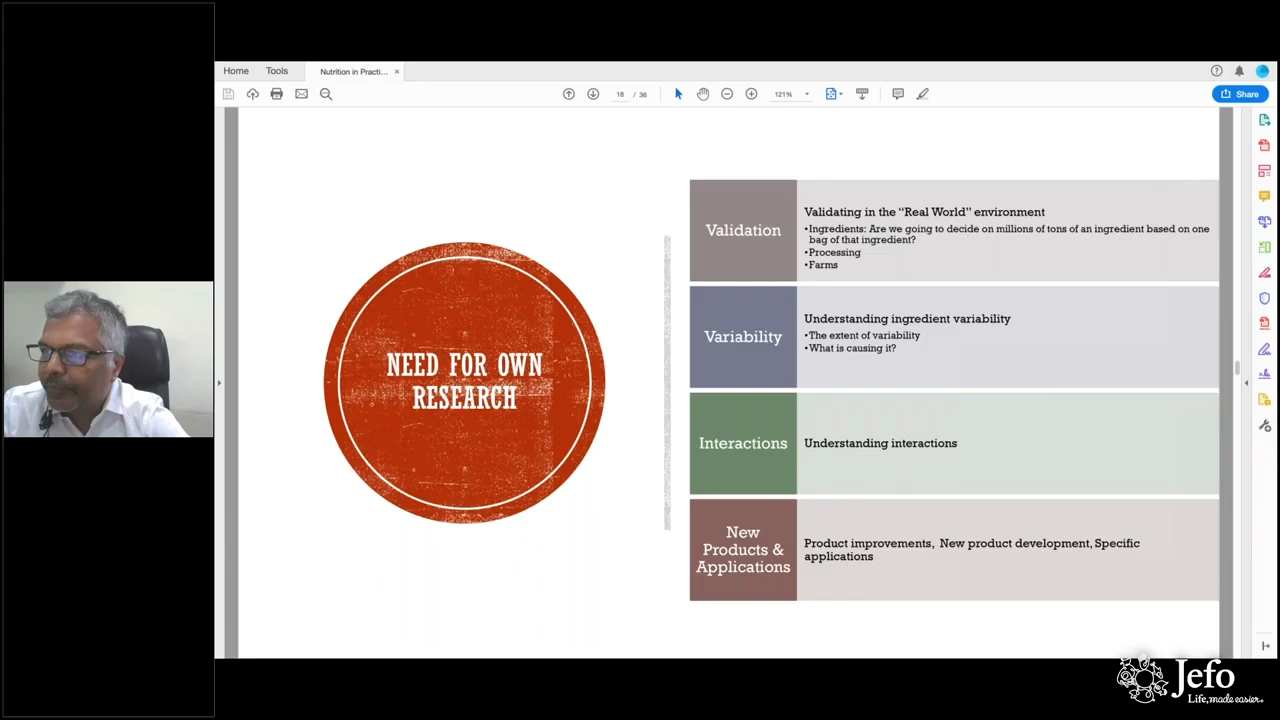 Home
Tools
Nutrition in Practi...
18 / 36
121%
Share
NEED FOR OWN
RESEARCH
Validation
Validating in the “Real World” environment
•Ingredients: Are we going to decide on millions of tons of an ingredient based on one
bag of that ingredient?
•Processing
•Farms
Variability
Understanding ingredient variability
•The extent of variability
•What is causing it?
Interactions
Understanding interactions
New
Products &
Applications
Product improvements, New product development, Specific
applications
Jefo
Life, made easier.